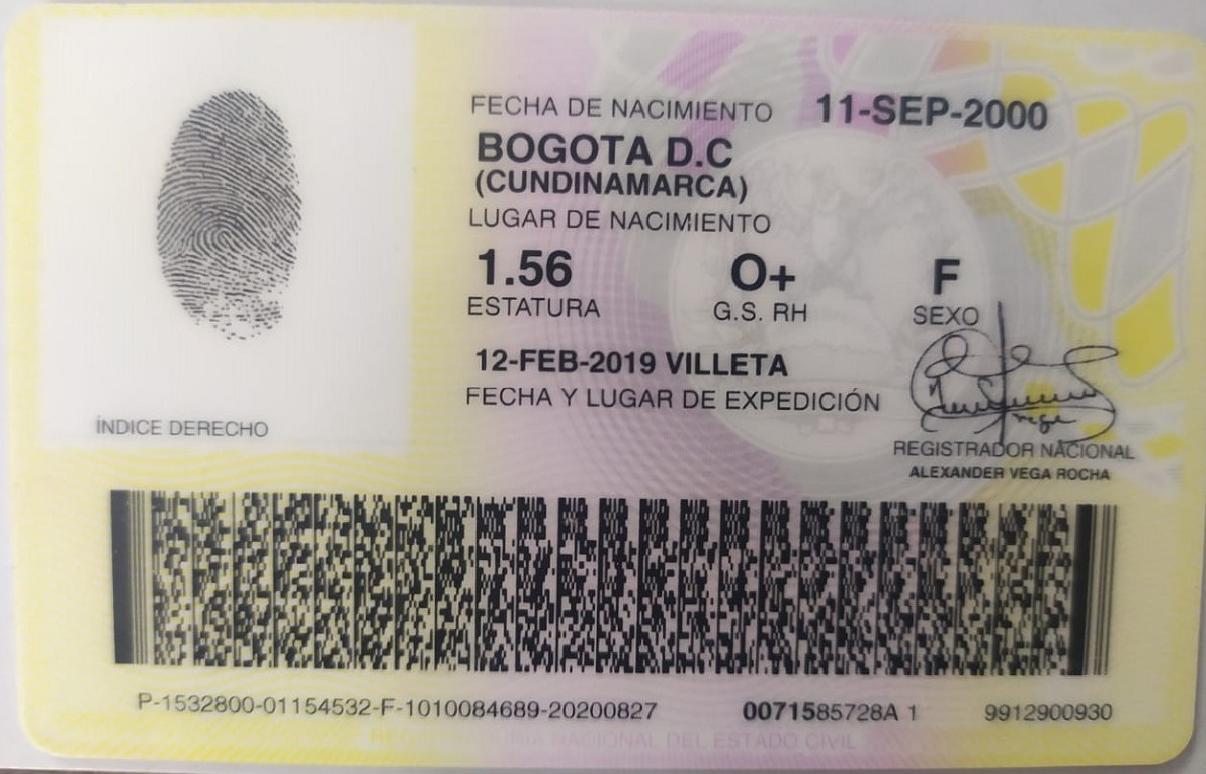 FECHA DE NACIMIENTO 11-SEP-2000
BOGOTA D.C
(CUNDINAMARCA)
LUGAR DE NACIMIENTO
1.56 O+ F
ESTATURA G.S. RH SEXO
12-FEB-2019 VILLETA
FECHA Y LUGAR DE EXPEDICIÓN
ÍNDICE DERECHO
REGISTRADOR NACIONAL
ALEXANDER VEGA ROCHA
P-1532800-01154532-F-1010084689-20200827 0071585728A 1 9912900930
NACIONAL DEL ESTADO CIVIL